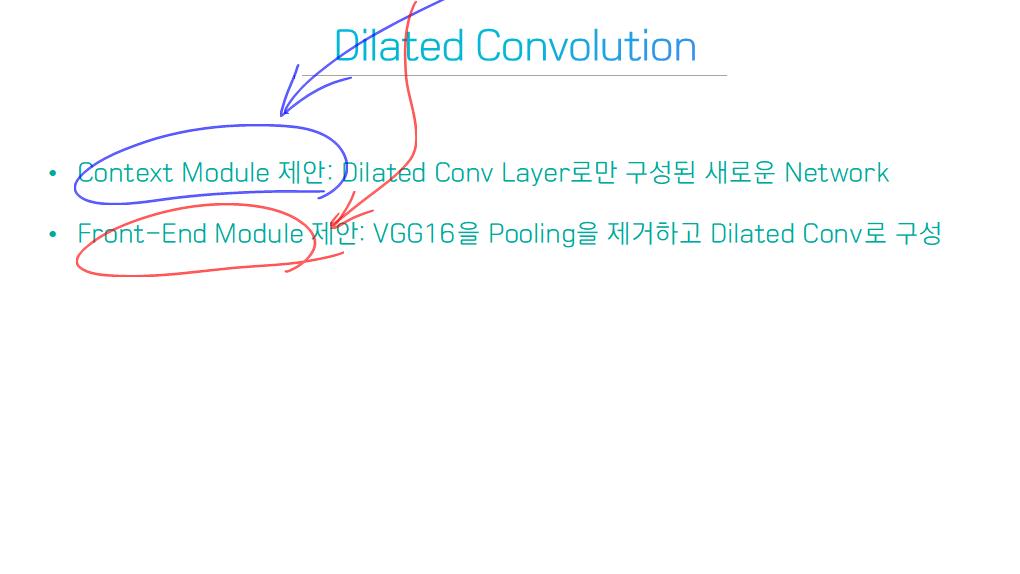 Dilated Convolution
• Context Module 제안: Dilated Conv Layer로만 구성된 새로운 Network
• Front-End Module 제안: VGG16을 Pooling을 제거하고 Dilated Conv로 구성